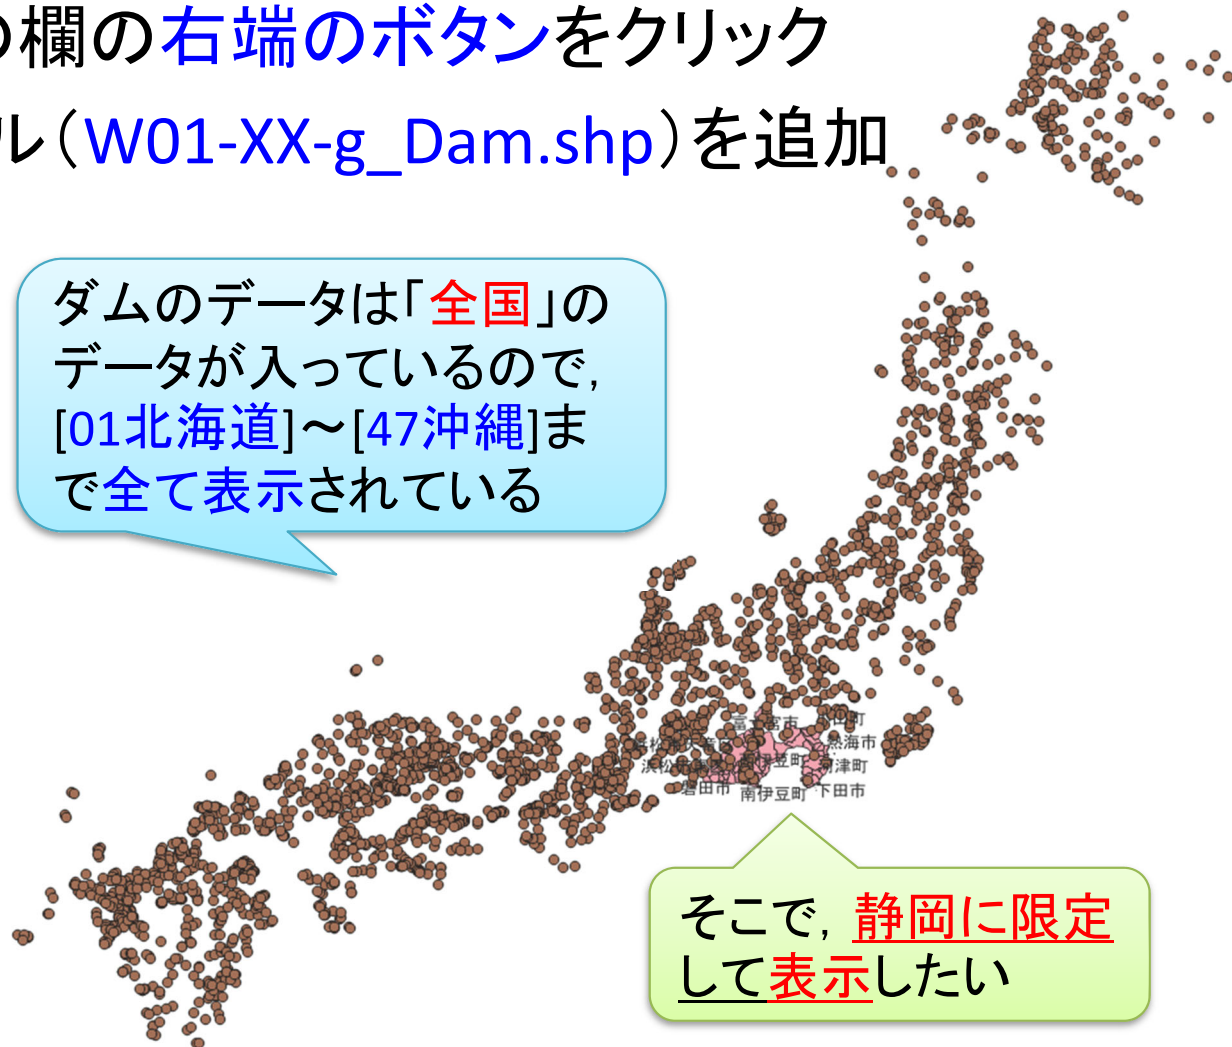 の欄の右端のボタンをクリック
ル（W01-XX-g_Dam.shp）を追加
ダムのデータは「全国」の
データが入っているので,
[01北海道]～[47沖縄]ま
で全て表示されている
富士宮市
熱海市
河津町
磐田市 南伊豆町 下田市
そこで, 静岡に限定
して表示したい